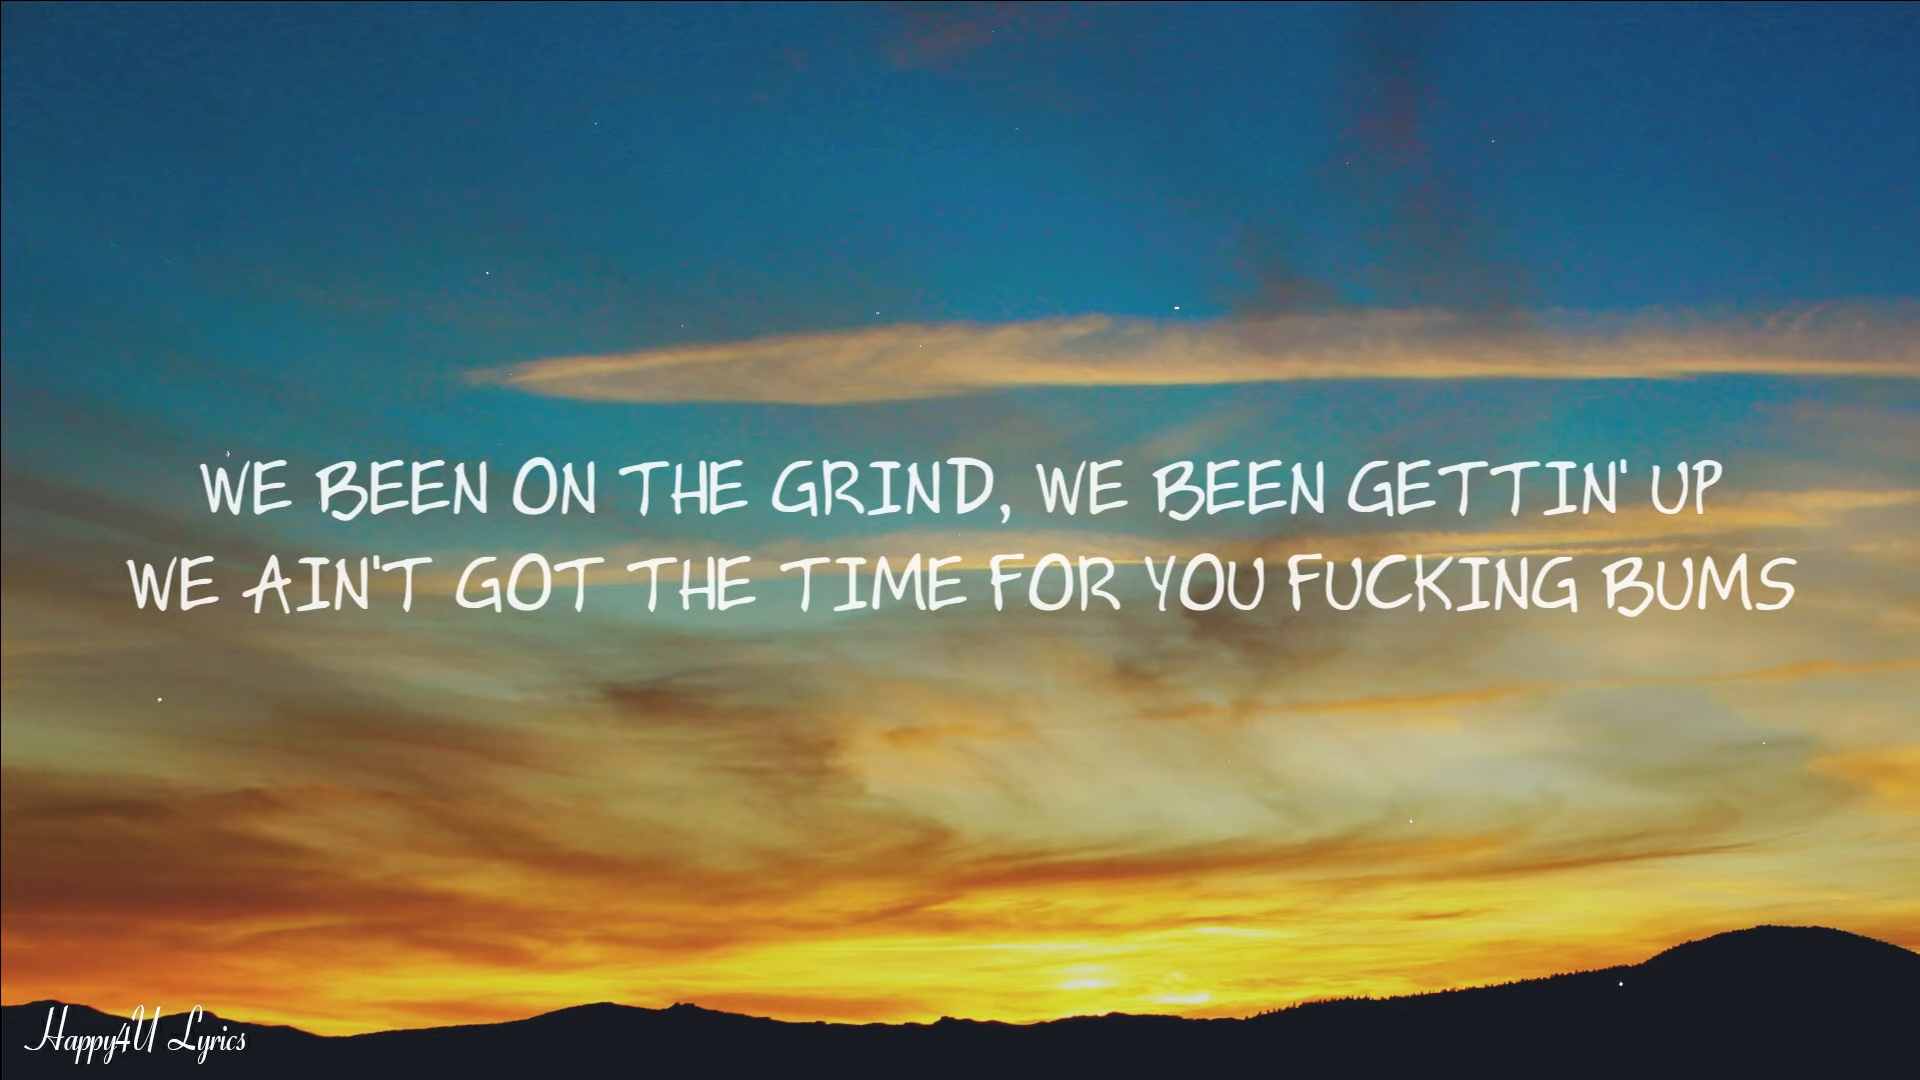 WE BEEN ON THE GRIND, WE BEEN GETTIN' UP
WE AIN'T GOT THE TIME FOR YOU FUCKING BUMS
Happy4U Lyrics